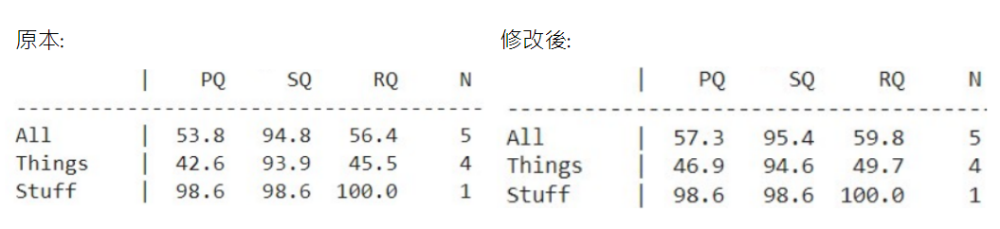 原本:
| PQ SQ RQ N
----------------------------------------
All | 53.8 94.8 56.4 5
Things | 42.6 93.9 45.5 4
Stuff | 98.6 98.6 100.0 1
修改後:
| PQ SQ RQ N
----------------------------------------
All | 57.3 95.4 59.8 5
Things | 46.9 94.6 49.7 4
Stuff | 98.6 98.6 100.0 1